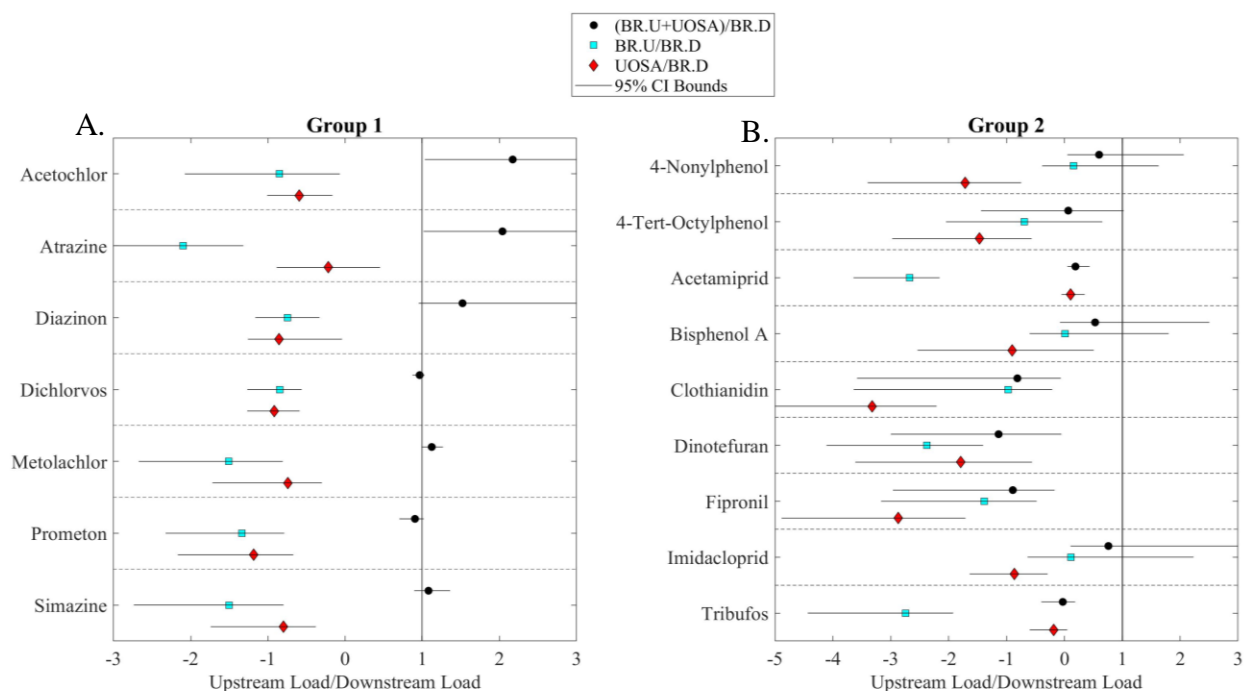 (BR.U+UOSA)/BR.D
BR.U/BR.D
UOSA/BR.D
95% CI Bounds
A.
Group 1
Acetochlor
Atrazine
Diazinon
Dichlorvos
Metolachlor
Prometon
Simazine
-3 -2 -1 0 1 2 3
Upstream Load/Downstream Load
B.
Group 2
4-Nonylphenol
4-Tert-Octylphenol
Acetamiprid
Bisphenol A
Clothianidin
Dinotefuran
Fipronil
Imidacloprid
Tribufos
-5 -4 -3 -2 -1 0 1 2 3
Upstream Load/Downstream Load